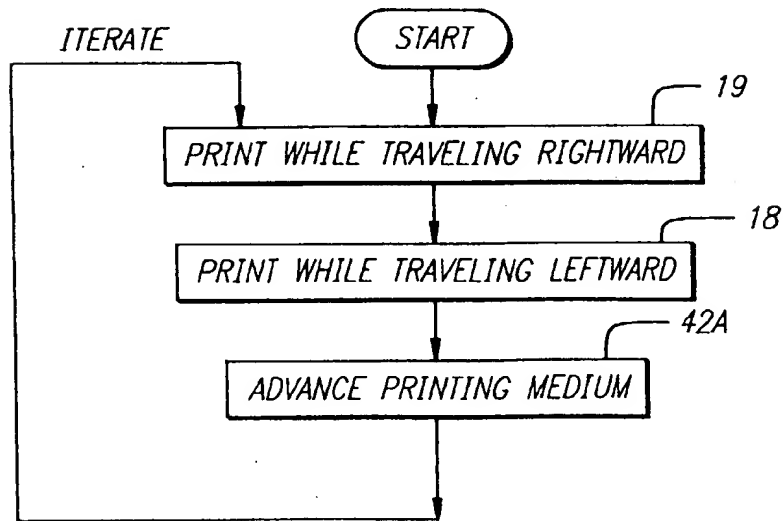 ITERATE
START
19
PRINT WHILE TRAVELING RIGHTWARD
18
PRINT WHILE TRAVELING LEFTWARD
42A
ADVANCE PRINTING MEDIUM